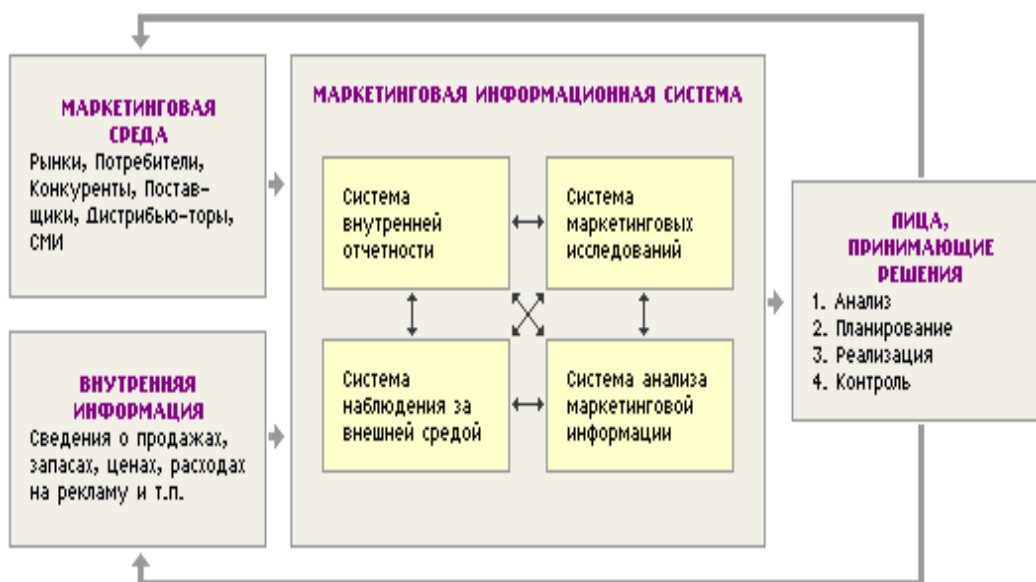 МАРКЕТИНГОВАЯ
СРЕДА
Рынки, Потребители,
Конкуренты, Постав-
щики, Дистрибью-торы,
СМИ
ВНУТРЕННЯЯ
ИНФОРМАЦИЯ
Сведения о продажах,
запасах, ценах, расходах
на рекламу и т.п.
МАРКЕТИНГОВАЯ ИНФОРМАЦИОННАЯ СИСТЕМА
Система
внутренней
отчетности
Система
маркетинговых
исследований
Система
наблюдения за
внешней средой
Система анализа
маркетинговой
информации
ЛИЦА,
ПРИНИМАЮЩИЕ
РЕШЕНИЯ
1. Анализ
2. Планирование
3. Реализация
4. Контроль